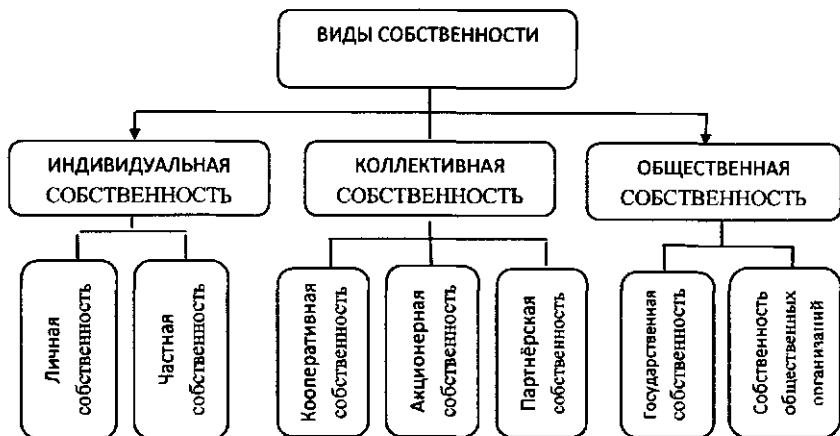 ВИДЫ СОБСТВЕННОСТИ
ИНДИВИДУАЛЬНАЯ
СОБСТВЕННОСТЬ
КОЛЛЕКТИВНАЯ
СОБСТВЕННОСТЬ
ОБЩЕСТВЕННАЯ
СОБСТВЕННОСТЬ
Личная
собственность
Частная
собственность
Кооперативная
собственность
Акционерная
собственность
Партнёрская
собственность
Государственная
собственность
Собственность
общественных
организаций